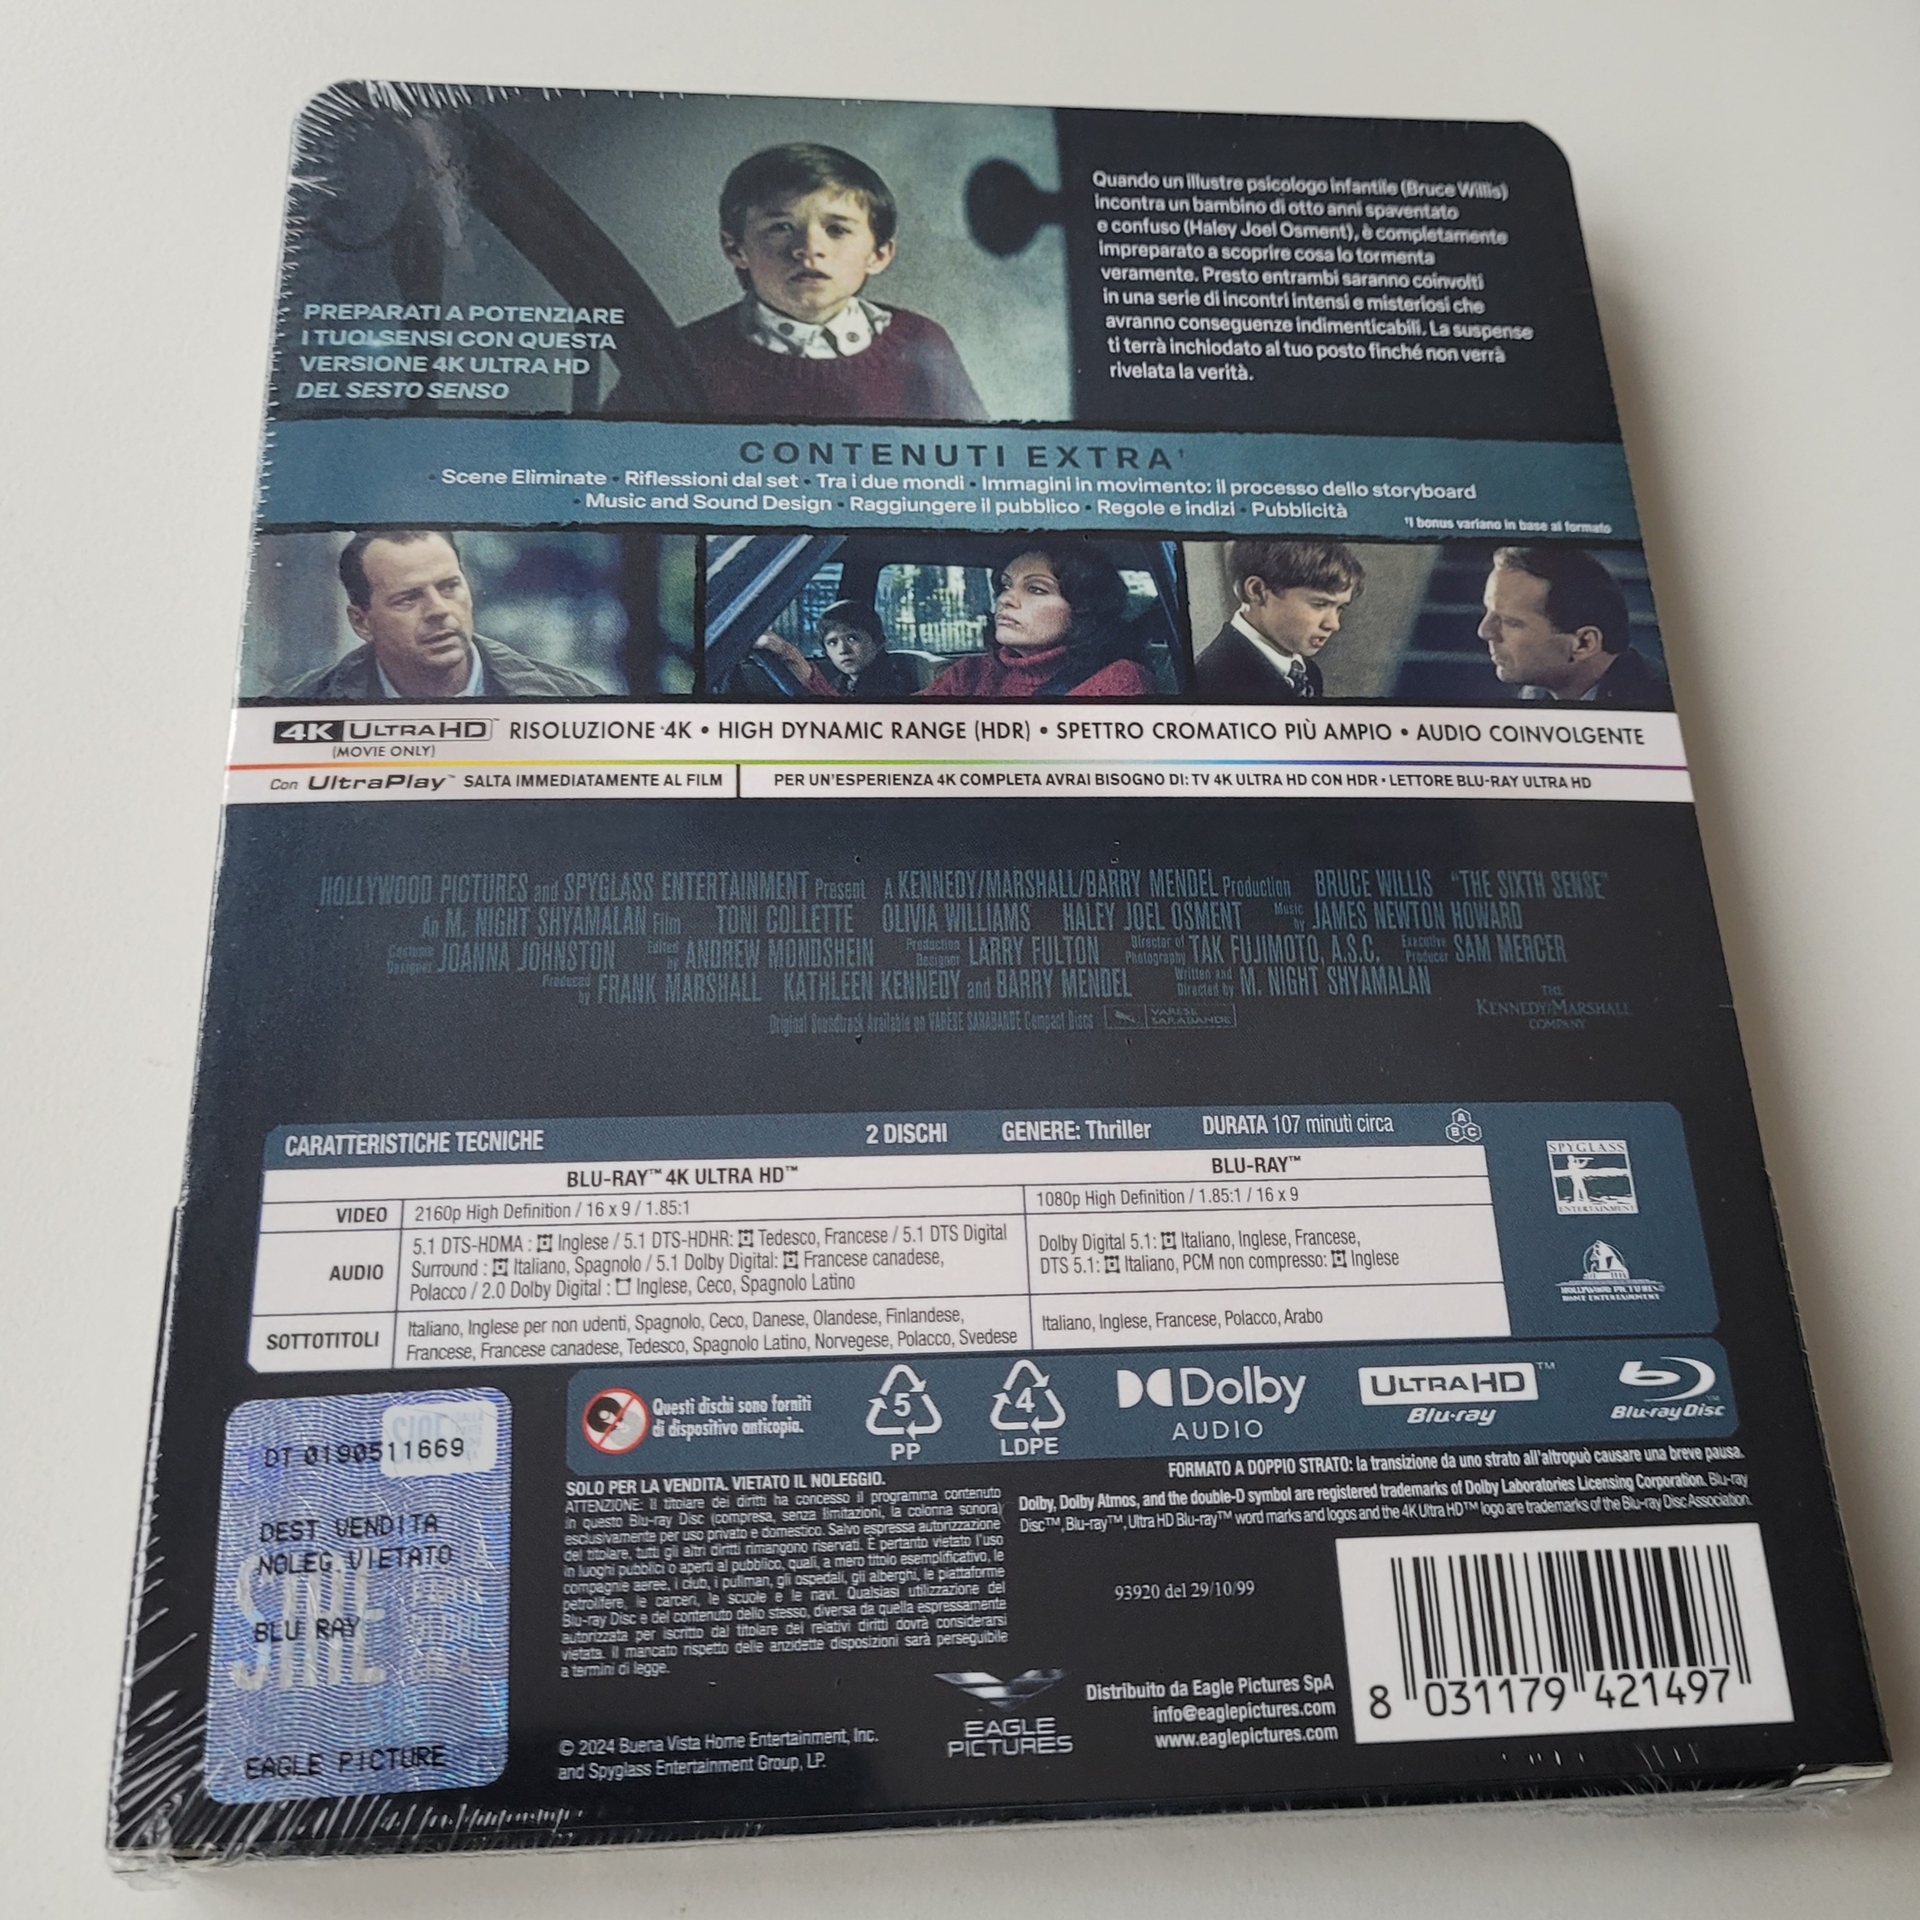 PREPARATI A POTENZIARE
I TUOI SENSI CON QUESTA
VERSIONE 4K ULTRA HD
DEL SESTO SENSO
Quando un illustre psicologo infantile (Bruce Willis)
incontra un bambino di otto anni spaventato
e confuso (Haley Joel Osment), è completamente
impreparato a scoprire cosa lo tormenta
veramente. Presto entrambi saranno coinvolti
in una serie di incontri intensi e misteriosi che
avranno conseguenze indimenticabili. La suspense
ti terrà inchiodato al tuo posto finché non verrà
rivelata la verità.
CONTENUTI EXTRA¹
• Scene Eliminate • Riflessioni dal set • Tra i due mondi • Immagini in movimento: il processo dello storyboard
• Music and Sound Design • Raggiungere il pubblico • Regole e indizi • Pubblicità
¹I bonus variano in base al formato
4K ULTRA HD™ RISOLUZIONE 4K • HIGH DYNAMIC RANGE (HDR) • SPETTRO CROMATICO PIÙ AMPIO • AUDIO COINVOLGENTE
(MOVIE ONLY)
Con UltraPlay™ SALTA IMMEDIATAMENTE AL FILM
PER UN'ESPERIENZA 4K COMPLETA AVRAI BISOGNO DI: TV 4K ULTRA HD CON HDR • LETTORE BLU-RAY ULTRA HD
HOLLYWOOD PICTURES and SPYGLASS ENTERTAINMENT Present A KENNEDY/MARSHALL/BARRY MENDEL Production BRUCE WILLIS "THE SIXTH SENSE"
An M. NIGHT SHYAMALAN Film TONI COLLETTE OLIVIA WILLIAMS HALEY JOEL OSMENT Music by JAMES NEWTON HOWARD
Costume Designer JOANNA JOHNSTON Edited by ANDREW MONDSHEIN Production Designer LARRY FULTON Director of Photography TAK FUJIMOTO, A.S.C. Executive Producer SAM MERCER
Produced by FRANK MARSHALL KATHLEEN KENNEDY and BARRY MENDEL Written and Directed by M. NIGHT SHYAMALAN
Original Soundtrack Available on VARÈSE SARABANDE Compact Discs
VARÈSE SARABANDE
THE
KENNEDY/MARSHALL
COMPANY
CARATTERISTICHE TECNICHE 2 DISCHI GENERE: Thriller DURATA 107 minuti circa A B C
BLU-RAY™ 4K ULTRA HD™ BLU-RAY™
VIDEO 2160p High Definition / 16 x 9 / 1.85:1
1080p High Definition / 1.85:1 / 16 x 9
AUDIO
5.1 DTS-HDMA : Inglese / 5.1 DTS-HDHR: Tedesco, Francese / 5.1 DTS Digital
Surround : Italiano, Spagnolo / 5.1 Dolby Digital: Francese canadese,
Polacco / 2.0 Dolby Digital : Inglese, Ceco, Spagnolo Latino
Dolby Digital 5.1: Italiano, Inglese, Francese,
DTS 5.1: Italiano, PCM non compresso: Inglese
SOTTOTITOLI
Italiano, Inglese per non udenti, Spagnolo, Ceco, Danese, Olandese, Finlandese,
Francese, Francese canadese, Tedesco, Spagnolo Latino, Norvegese, Polacco, Svedese
Italiano, Inglese, Francese, Polacco, Arabo
SPYGLASS
ENTERTAINMENT
HOLLYWOOD PICTURES
HOME ENTERTAINMENT
Questi dischi sono forniti
di dispositivo anticopia.
5
PP
4
LDPE
Dolby
AUDIO
ULTRA HD™
Blu-ray
Blu-ray Disc™
DT 0190511669
DEST VENDITA
NOLEG.VIETATO
BLU RAY
SIAE
EAGLE PICTURE
SOLO PER LA VENDITA. VIETATO IL NOLEGGIO.
ATTENZIONE: Il titolare dei diritti ha concesso il programma contenuto
in questo Blu-ray Disc (compresa, senza limitazioni, la colonna sonora)
esclusivamente per uso privato e domestico. Salvo espressa autorizzazione
del titolare, tutti gli altri diritti rimangono riservati. È pertanto vietato l'uso
in luoghi pubblici o aperti al pubblico, quali, a mero titolo esemplificativo, le
compagnie aeree, i club, i pullman, gli ospedali, gli alberghi, le piattaforme
petrolifere, le carceri, le scuole e le navi. Qualsiasi utilizzazione del
Blu-ray Disc e del contenuto dello stesso, diversa da quella espressamente
autorizzata per iscritto dal titolare dei relativi diritti dovrà considerarsi
vietata. Il mancato rispetto delle anzidette disposizioni sarà perseguibile
a termini di legge.
FORMATO A DOPPIO STRATO: la transizione da uno strato all'altropuò causare una breve pausa.
Dolby, Dolby Atmos, and the double-D symbol are registered trademarks of Dolby Laboratories Licensing Corporation. Blu-ray
Disc™, Blu-ray™, Ultra HD Blu-ray™ word marks and logos and the 4K Ultra HD™ logo are trademarks of the Blu-ray Disc Association.
93920 del 29/10/99
© 2024 Buena Vista Home Entertainment, Inc.
and Spyglass Entertainment Group, LP.
EAGLE
PICTURES
Distribuito da Eagle Pictures SpA
info@eaglepictures.com
www.eaglepictures.com
8 031179 421497